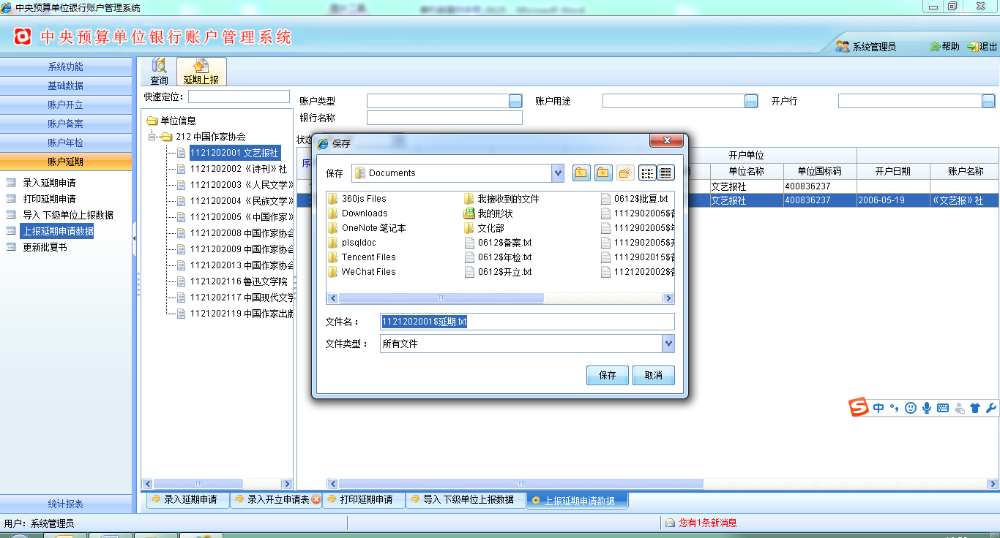 中央预算单位银行账户管理系统
Microsoft Word
中央预算单位银行账户管理系统
系统管理员
帮助
退出
系统功能
基础数据
账户开立
账户备案
账户年检
账户延期
录入延期申请
打印延期申请
导入下级单位上报数据
上报延期申请数据
更新批复书
统计报表
查询
延期上报
快速定位:
单位信息
212 中国作家协会
1121202001 文艺报社
1121202002《诗刊》社
1121202003《人民文学》
1121202004《民族文学》
1121202005《中国作家》
1121202008 中国作家协会
1121202009 中国作家协会
1121202013 中国作家协会
1121202116 鲁迅文学院
1121202117 中国现代文学
1121202119 中国作家出版
账户类型
账户用途
开户行
银行名称
状态
序
开户单位
单位名称
单位国标码
开户日期
账户名称
文艺报社
400836237
文艺报社
400836237
2006-05-19
《文艺报》社
保存
保存
Documents
360js Files
Downloads
OneNote 笔记本
plsqldoc
Tencent Files
WeChat Files
我接收到的文件
我的形状
文化部
0612$备案.txt
0612$年检.txt
0612$开立.txt
0612$批复.txt
1112902005$备
1112902005$年
1112902005$开
1112902015$备
1121202002$备
文件名：
1121202001$延期.txt
文件类型：
所有文件
保存
取消
中
录入延期申请
录入开立申请表
打印延期申请
导入下级单位上报数据
上报延期申请数据
用户: 系统管理员
您有1条新消息